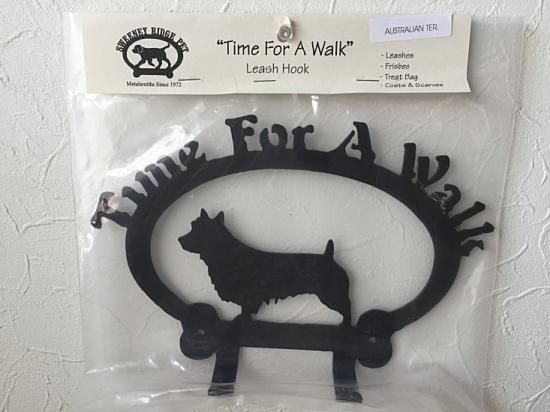 SWEENEY RIDGE PET
Metalsmiths Since 1972
"Time For A Walk"
Leash Hook
AUSTRALIAN TER.
- Leashes
- Frisbee
- Treat Bag
- Coats & Scarves
Time For A Walk